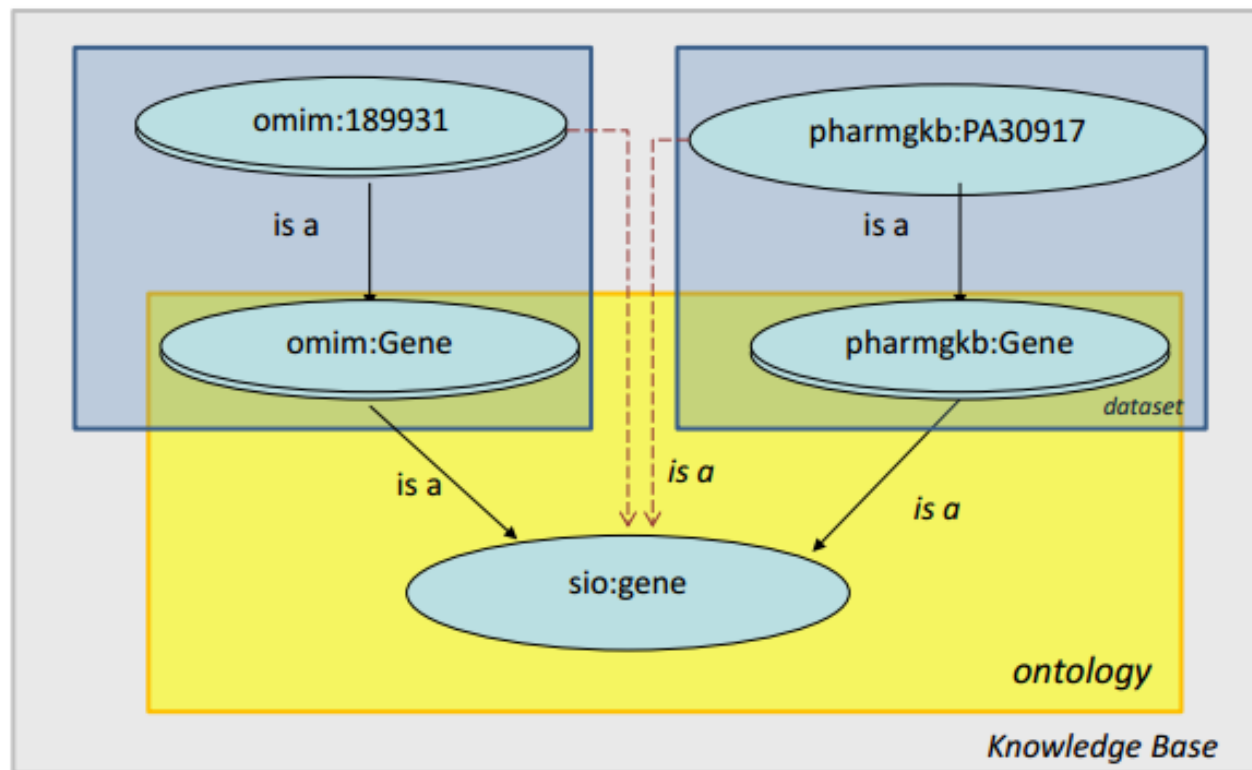 omim:189931
pharmgkb:PA30917
is a
is a
omim:Gene
pharmgkb:Gene
dataset
is a
is a
is a
sio:gene
ontology
Knowledge Base